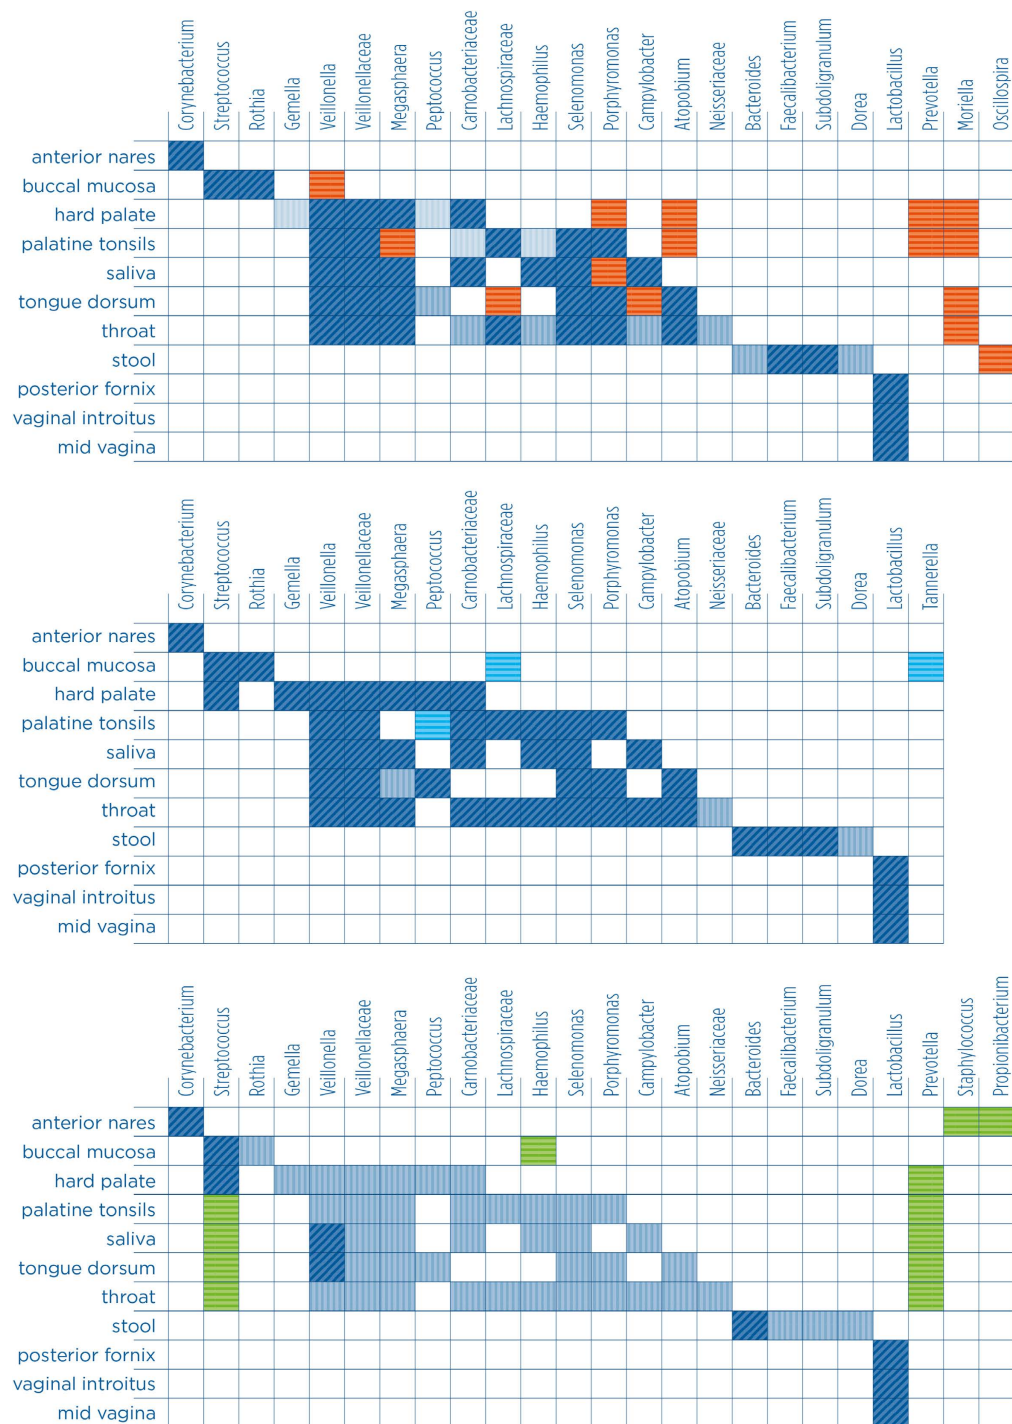 Corynebacterium
Streptococcus
Rothia
Gemella
Veillonella
Veillonellaceae
Megasphaera
Peptococcus
Carnobacteriaceae
Lachnospiraceae
Haemophilus
Selenomonas
Porphyromonas
Campylobacter
Atopobium
Neisseriaceae
Bacteroides
Faecalibacterium
Subdoligranulum
Dorea
Lactobacillus
Prevotella
Moriella
Oscillospira
anterior nares
buccal mucosa
hard palate
palatine tonsils
saliva
tongue dorsum
throat
stool
posterior fornix
vaginal introitus
mid vagina
Corynebacterium
Streptococcus
Rothia
Gemella
Veillonella
Veillonellaceae
Megasphaera
Peptococcus
Carnobacteriaceae
Lachnospiraceae
Haemophilus
Selenomonas
Porphyromonas
Campylobacter
Atopobium
Neisseriaceae
Bacteroides
Faecalibacterium
Subdoligranulum
Dorea
Lactobacillus
Tannerella
anterior nares
buccal mucosa
hard palate
palatine tonsils
saliva
tongue dorsum
throat
stool
posterior fornix
vaginal introitus
mid vagina
Corynebacterium
Streptococcus
Rothia
Gemella
Veillonella
Veillonellaceae
Megasphaera
Peptococcus
Carnobacteriaceae
Lachnospiraceae
Haemophilus
Selenomonas
Porphyromonas
Campylobacter
Atopobium
Neisseriaceae
Bacteroides
Faecalibacterium
Subdoligranulum
Dorea
Lactobacillus
Prevotella
Staphylococcus
Propionibacterium
anterior nares
buccal mucosa
hard palate
palatine tonsils
saliva
tongue dorsum
throat
stool
posterior fornix
vaginal introitus
mid vagina